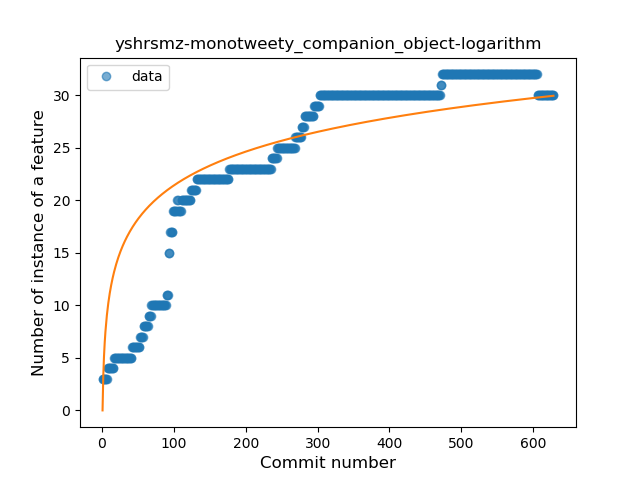 yshrsmz-monotweety_companion_object-logarithm
data
Number of instance of a feature
30
25
20
15
10
5
0
0 100 200 300 400 500 600
Commit number